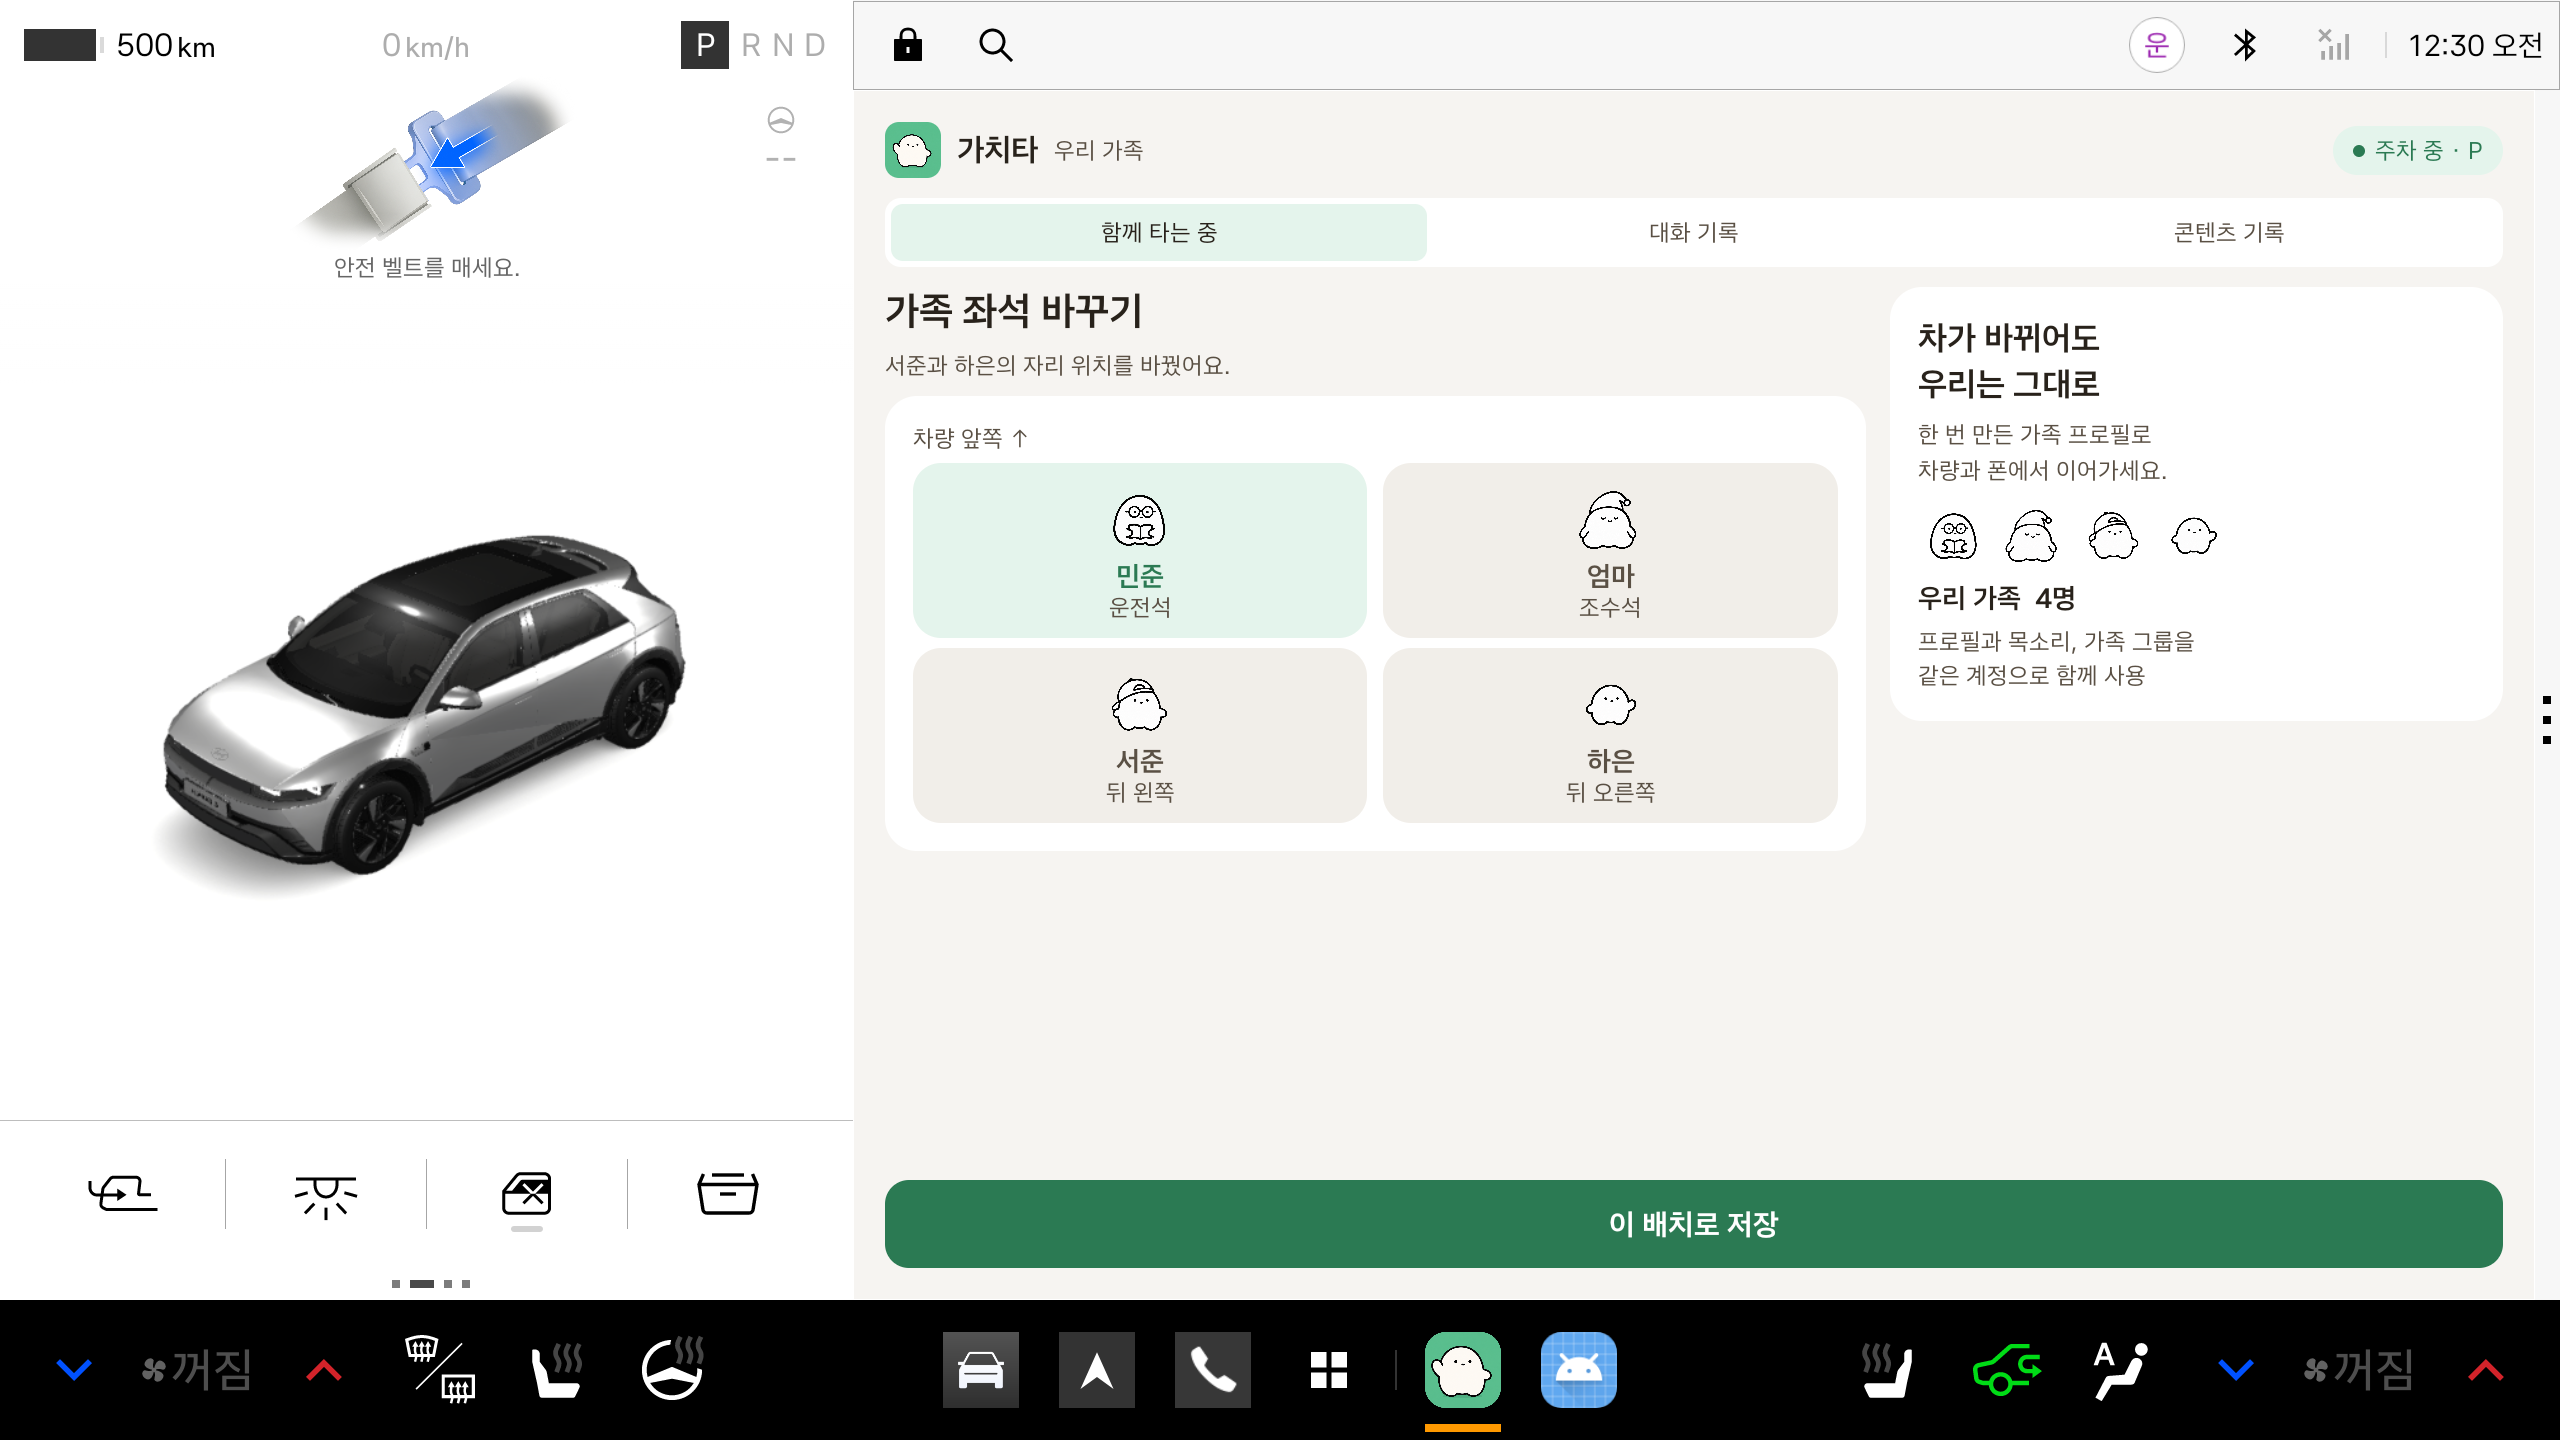 500 km
0 km/h
P R N D
안전 벨트를 매세요.
운
12:30 오전
가치타 우리 가족
주차 중 · P
함께 타는 중
대화 기록
콘텐츠 기록
가족 좌석 바꾸기
서준과 하은의 자리 위치를 바꿨어요.
차량 앞쪽 ↑
민준
운전석
엄마
조수석
서준
뒤 왼쪽
하은
뒤 오른쪽
차가 바뀌어도
우리는 그대로
한 번 만든 가족 프로필로
차량과 폰에서 이어가세요.
우리 가족 4명
프로필과 목소리, 가족 그룹을
같은 계정으로 함께 사용
이 배치로 저장
꺼짐
A
꺼짐